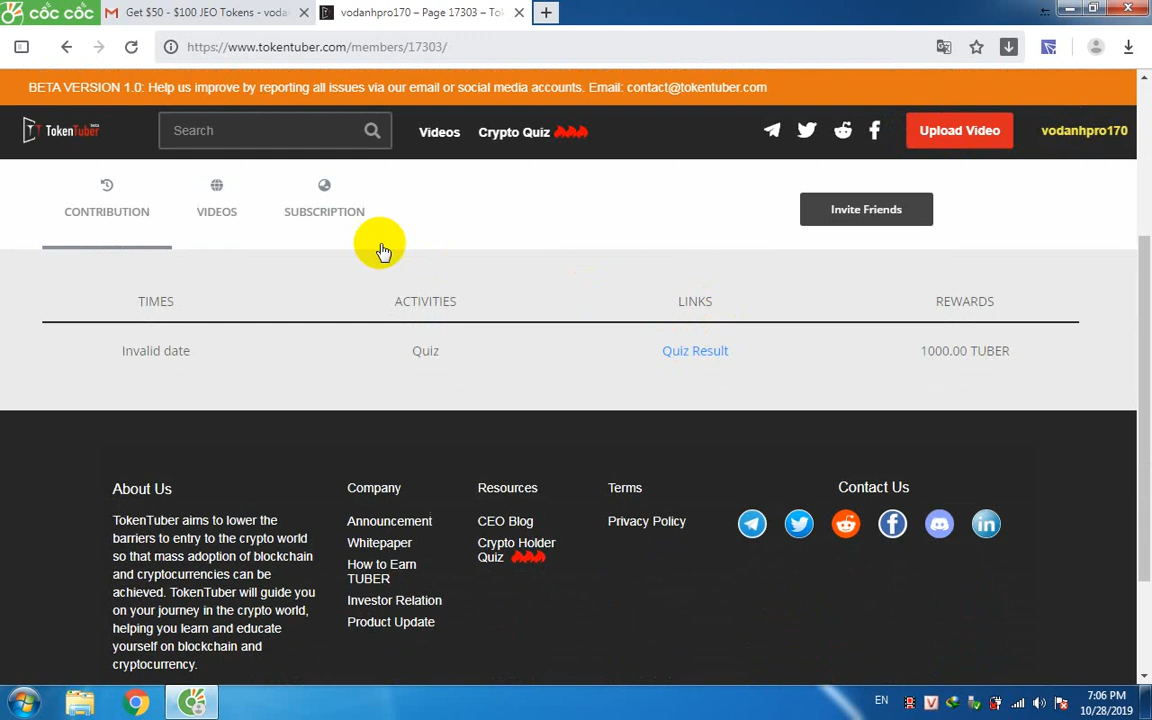 cốc cốc
Get $50 - $100 JEO Tokens - voda
vodanhpro170 – Page 17303 – Tok
https://www.tokentuber.com/members/17303/
BETA VERSION 1.0: Help us improve by reporting all issues via our email or social media accounts. Email: contact@tokentuber.com
TokenTuber
Search
Videos
Crypto Quiz
Upload Video
vodanhpro170
CONTRIBUTION
VIDEOS
SUBSCRIPTION
Invite Friends
TIMES ACTIVITIES LINKS REWARDS
Invalid date Quiz Quiz Result 1000.00 TUBER
About Us
TokenTuber aims to lower the
barriers to entry to the crypto world
so that mass adoption of blockchain
and cryptocurrencies can be
achieved. TokenTuber will guide you
on your journey in the crypto world,
helping you learn and educate
yourself on blockchain and
cryptocurrency.
Company
Announcement
Whitepaper
How to Earn
TUBER
Investor Relation
Product Update
Resources
CEO Blog
Crypto Holder
Quiz
Terms
Privacy Policy
Contact Us
EN
7:06 PM
10/28/2019